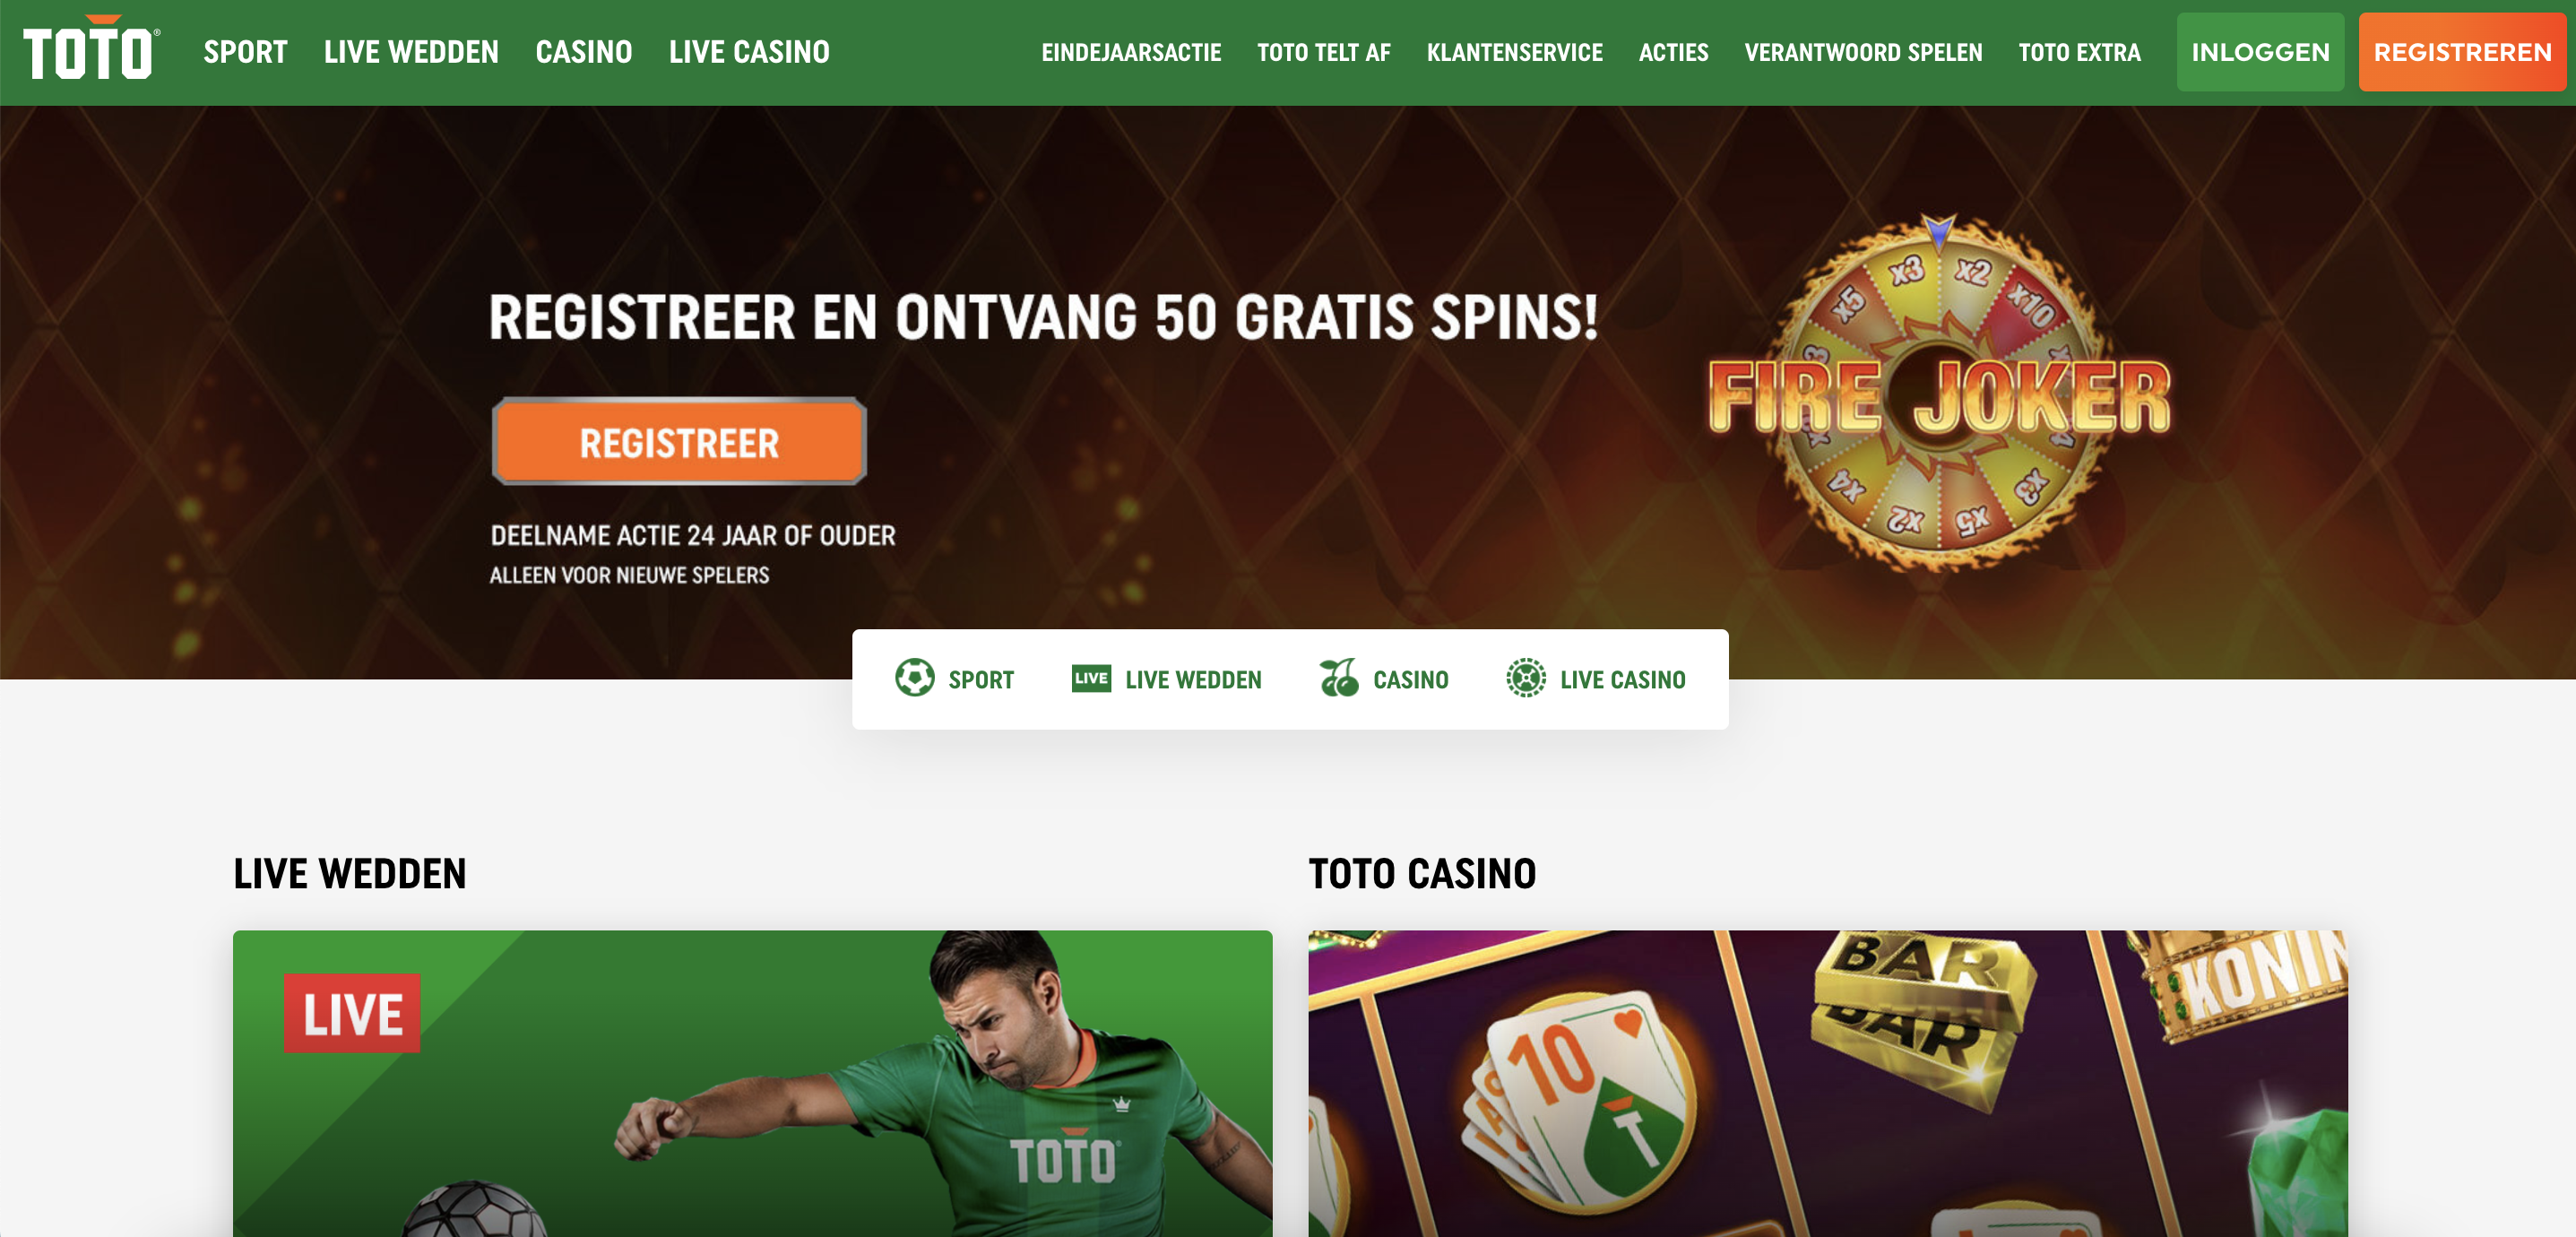 TOTO®
SPORT LIVE WEDDEN CASINO LIVE CASINO
EINDEJAARSACTIE TOTO TELT AF KLANTENSERVICE ACTIES VERANTWOORD SPELEN TOTO EXTRA INLOGGEN REGISTREREN
REGISTREER EN ONTVANG 50 GRATIS SPINS!
REGISTREER
DEELNAME ACTIE 24 JAAR OF OUDER
ALLEEN VOOR NIEUWE SPELERS
x3 x2 x10 x5
FIRE JOKER
x4 x2 x5 x3
SPORT LIVE LIVE WEDDEN CASINO LIVE CASINO
LIVE WEDDEN
LIVE
TOTO
TOTO CASINO
BAR
BAR
KONIN
10
T